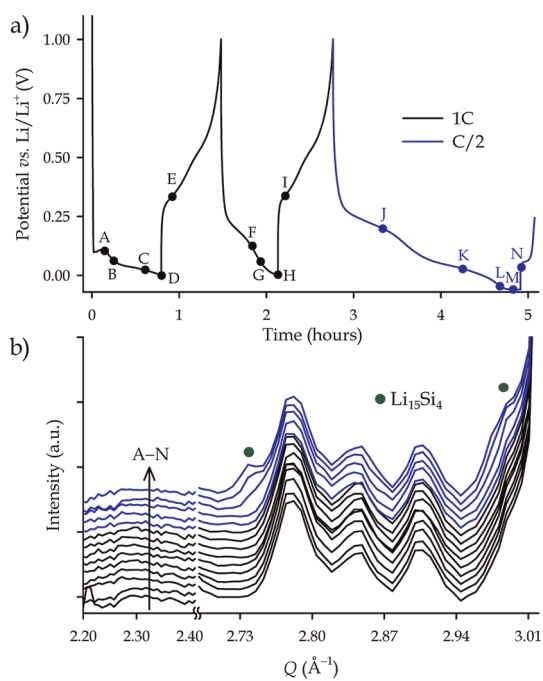 a)
Potential vs. Li/Li⁺ (V)
1.00
0.75
0.50
0.25
0.00
1C
C/2
A
B
C
D
E
F
G
H
I
J
K
L
M
N
0
1
2
3
4
5
Time (hours)
b)
Intensity (a.u.)
A–N
Li₁₅Si₄
2.20
2.30
2.40
2.73
2.80
2.87
2.94
3.01
Q (Å⁻¹)